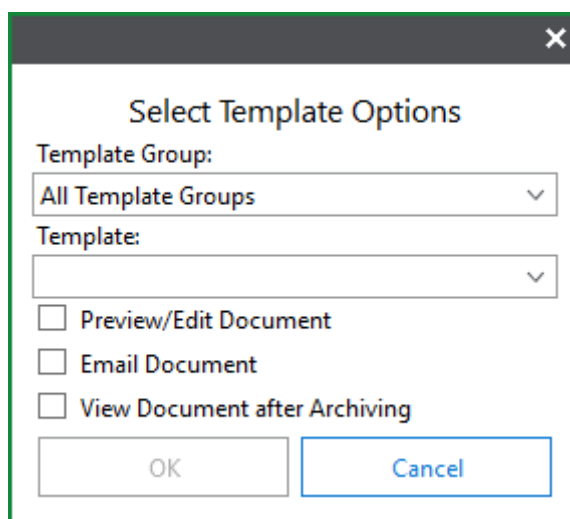 Select Template Options
Template Group:
All Template Groups
Template:
Preview/Edit Document
Email Document
View Document after Archiving
OK Cancel